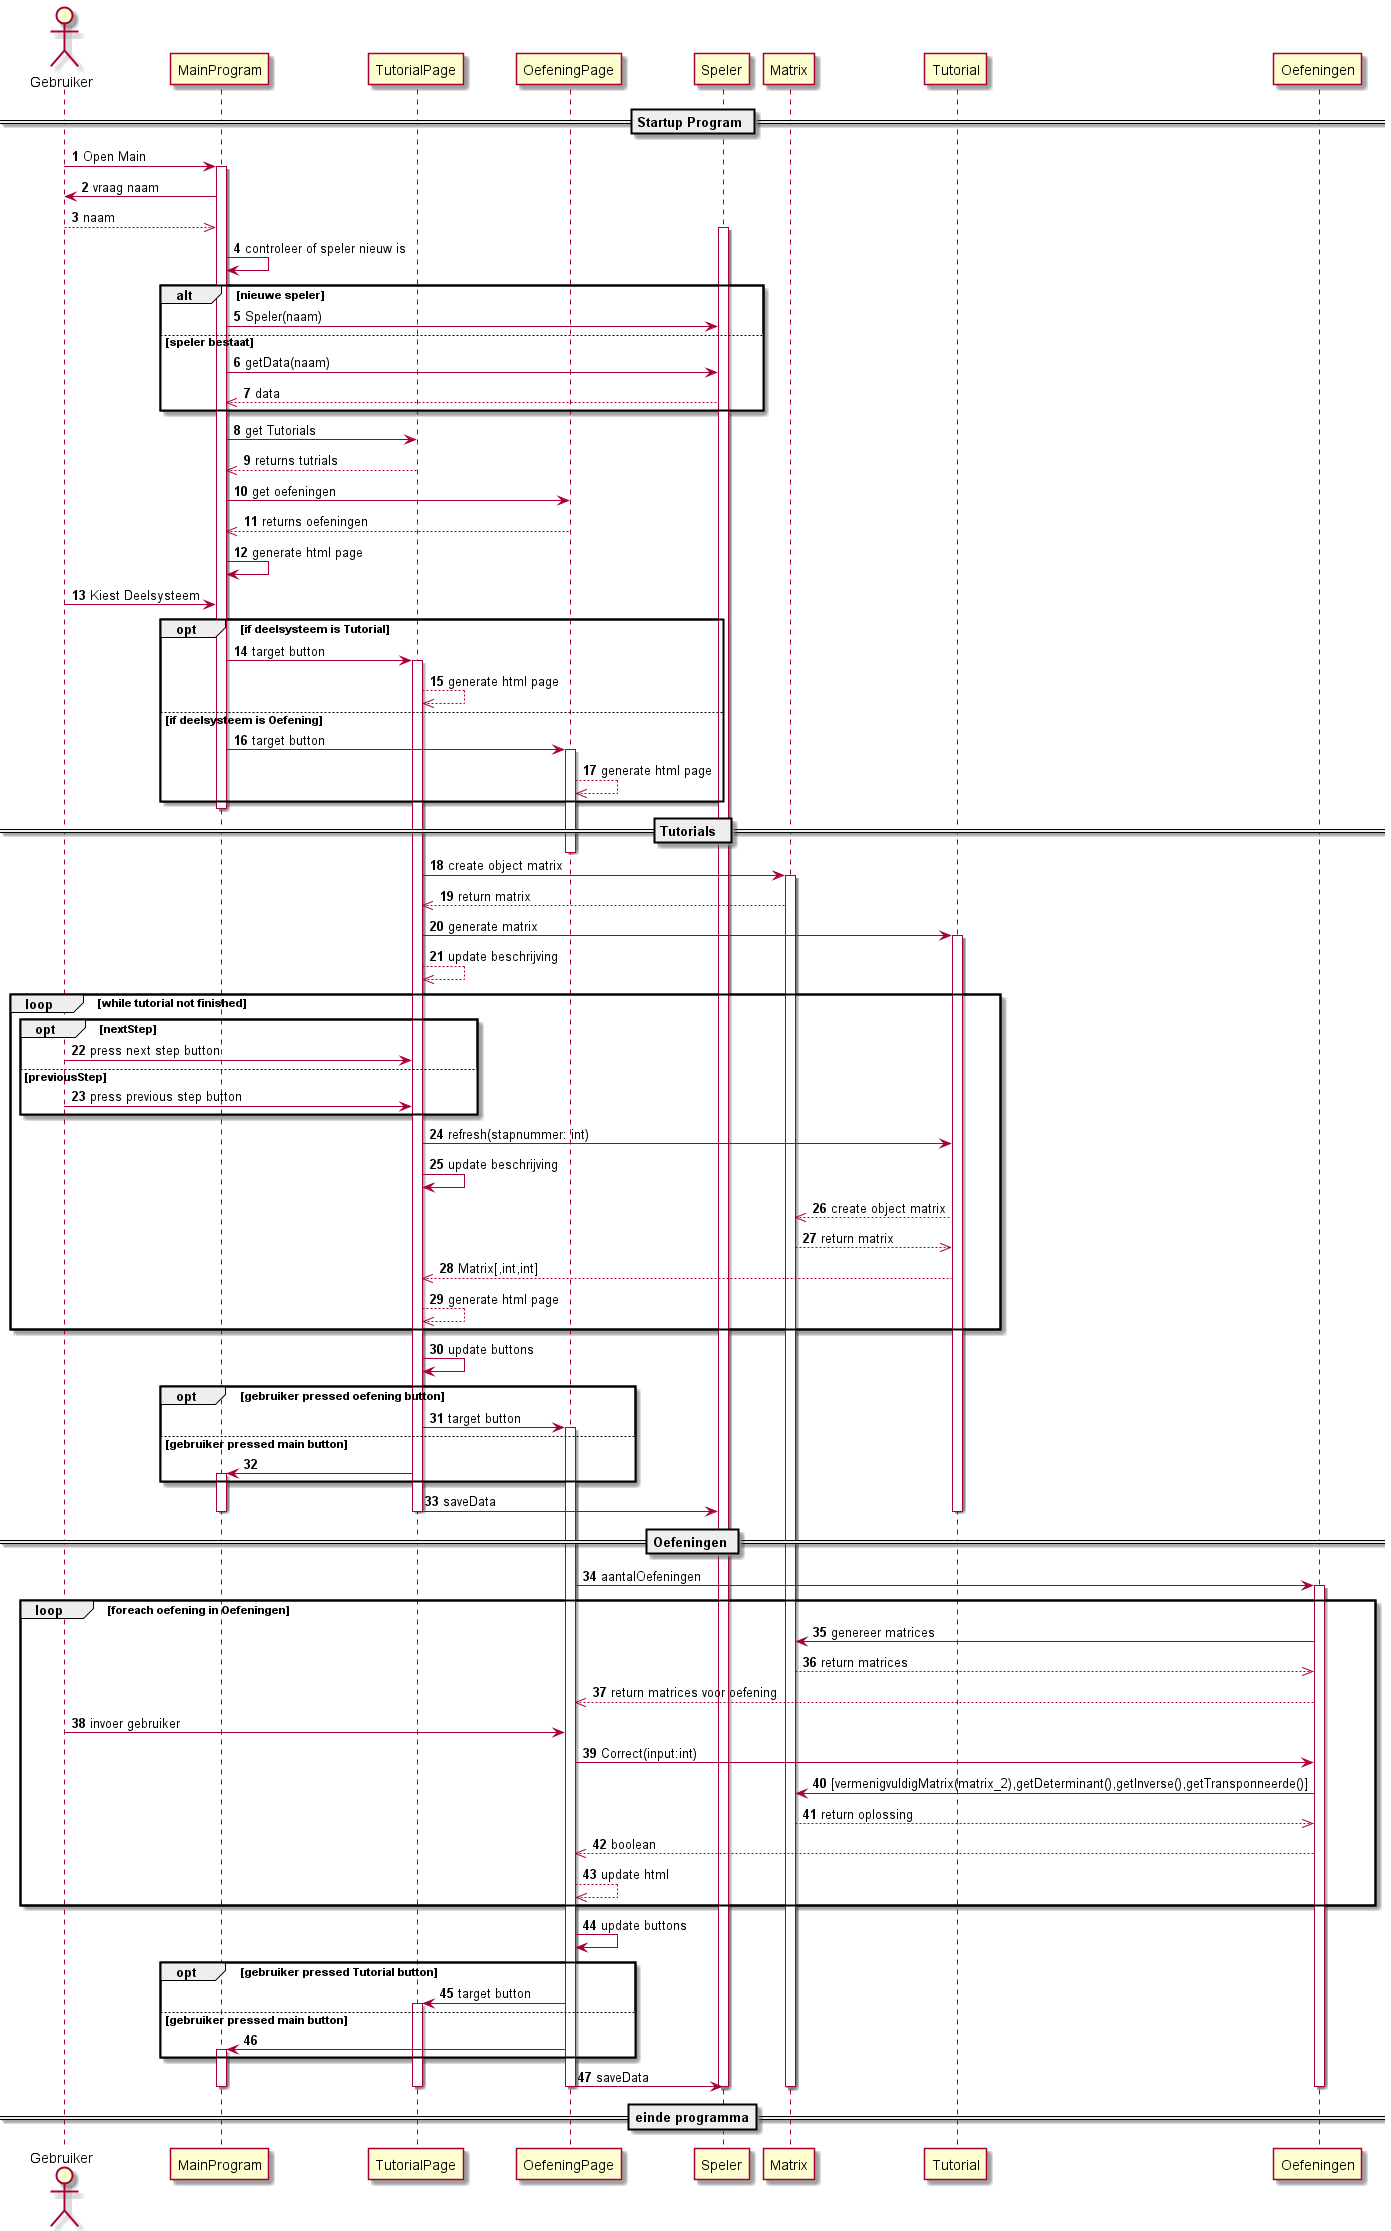 Gebruiker
MainProgram
TutorialPage
OefeningPage
Speler
Matrix
Tutorial
Oefeningen
Startup Program
1 Open Main
2 vraag naam
3 naam
4 controleer of speler nieuw is
alt [nieuwe speler]
5 Speler(naam)
[speler bestaat]
6 getData(naam)
7 data
8 get Tutorials
9 returns tutrials
10 get oefeningen
11 returns oefeningen
12 generate html page
13 Kiest Deelsysteem
opt [if deelsysteem is Tutorial]
14 target button
15 generate html page
[if deelsysteem is Oefening]
16 target button
17 generate html page
Tutorials
18 create object matrix
19 return matrix
20 generate matrix
21 update beschrijving
loop [while tutorial not finished]
opt [nextStep]
22 press next step button
[previousStep]
23 press previous step button
24 refresh(stapnummer: int)
25 update beschrijving
26 create object matrix
27 return matrix
28 Matrix[,int,int]
29 generate html page
30 update buttons
opt [gebruiker pressed oefening button]
31 target button
[gebruiker pressed main button]
32
33 saveData
Oefeningen
34 aantalOefeningen
loop [foreach oefening in Oefeningen]
35 genereer matrices
36 return matrices
37 return matrices voor oefening
38 invoer gebruiker
39 Correct(input:int)
40 [vermenigvuldigMatrix(matrix_2),getDeterminant(),getInverse(),getTransponneerde()]
41 return oplossing
42 boolean
43 update html
44 update buttons
opt [gebruiker pressed Tutorial button]
45 target button
[gebruiker pressed main button]
46
47 saveData
einde programma
Gebruiker
MainProgram
TutorialPage
OefeningPage
Speler
Matrix
Tutorial
Oefeningen